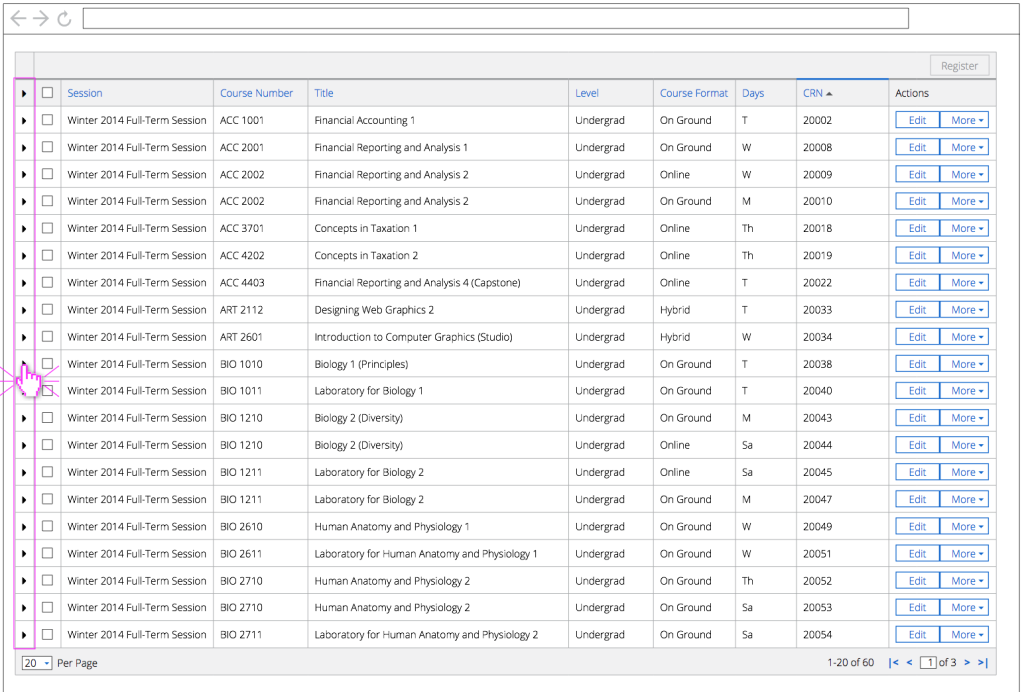 Register
Session Course Number Title Level Course Format Days CRN Actions
Winter 2014 Full-Term Session ACC 1001 Financial Accounting 1 Undergrad On Ground T 20002 Edit More
Winter 2014 Full-Term Session ACC 2001 Financial Reporting and Analysis 1 Undergrad On Ground W 20008 Edit More
Winter 2014 Full-Term Session ACC 2002 Financial Reporting and Analysis 2 Undergrad Online W 20009 Edit More
Winter 2014 Full-Term Session ACC 2002 Financial Reporting and Analysis 2 Undergrad On Ground M 20010 Edit More
Winter 2014 Full-Term Session ACC 3701 Concepts in Taxation 1 Undergrad Online Th 20018 Edit More
Winter 2014 Full-Term Session ACC 4202 Concepts in Taxation 2 Undergrad Online Th 20019 Edit More
Winter 2014 Full-Term Session ACC 4403 Financial Reporting and Analysis 4 (Capstone) Undergrad Online T 20022 Edit More
Winter 2014 Full-Term Session ART 2112 Designing Web Graphics 2 Undergrad Hybrid T 20033 Edit More
Winter 2014 Full-Term Session ART 2601 Introduction to Computer Graphics (Studio) Undergrad Hybrid W 20034 Edit More
Winter 2014 Full-Term Session BIO 1010 Biology 1 (Principles) Undergrad On Ground T 20038 Edit More
Winter 2014 Full-Term Session BIO 1011 Laboratory for Biology 1 Undergrad On Ground T 20040 Edit More
Winter 2014 Full-Term Session BIO 1210 Biology 2 (Diversity) Undergrad On Ground M 20043 Edit More
Winter 2014 Full-Term Session BIO 1210 Biology 2 (Diversity) Undergrad Online Sa 20044 Edit More
Winter 2014 Full-Term Session BIO 1211 Laboratory for Biology 2 Undergrad Online Sa 20045 Edit More
Winter 2014 Full-Term Session BIO 1211 Laboratory for Biology 2 Undergrad On Ground M 20047 Edit More
Winter 2014 Full-Term Session BIO 2610 Human Anatomy and Physiology 1 Undergrad On Ground W 20049 Edit More
Winter 2014 Full-Term Session BIO 2611 Laboratory for Human Anatomy and Physiology 1 Undergrad On Ground W 20051 Edit More
Winter 2014 Full-Term Session BIO 2710 Human Anatomy and Physiology 2 Undergrad On Ground Th 20052 Edit More
Winter 2014 Full-Term Session BIO 2710 Human Anatomy and Physiology 2 Undergrad On Ground Sa 20053 Edit More
Winter 2014 Full-Term Session BIO 2711 Laboratory for Human Anatomy and Physiology 2 Undergrad On Ground Sa 20054 Edit More
20 Per Page 1-20 of 60 |< < 1 of 3 > >|